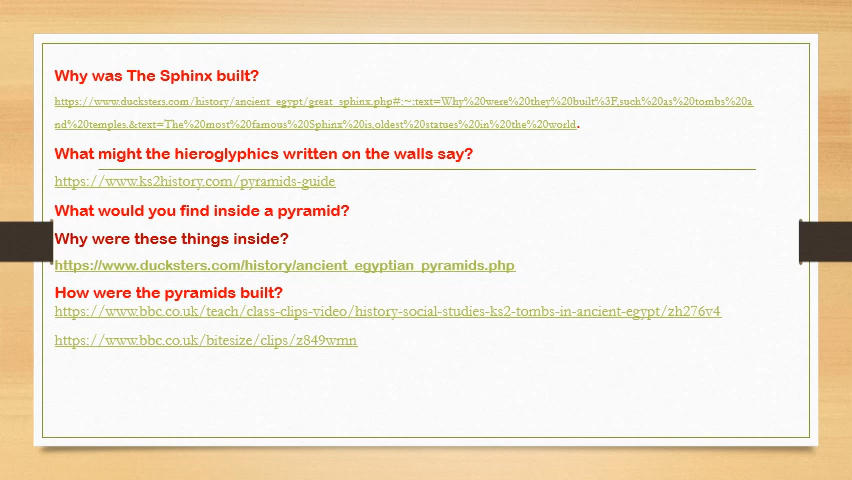 Why was The Sphinx built?
https://www.ducksters.com/history/ancient_egypt/great_sphinx.php#:~:text=Why%20were%20they%20built%3F,such%20as%20tombs%20a
nd%20temples.&text=The%20most%20famous%20Sphinx%20is,oldest%20statues%20in%20the%20world.
What might the hieroglyphics written on the walls say?
https://www.ks2history.com/pyramids-guide
What would you find inside a pyramid?
Why were these things inside?
https://www.ducksters.com/history/ancient_egyptian_pyramids.php
How were the pyramids built?
https://www.bbc.co.uk/teach/class-clips-video/history-social-studies-ks2-tombs-in-ancient-egypt/zh276v4
https://www.bbc.co.uk/bitesize/clips/z849wmn